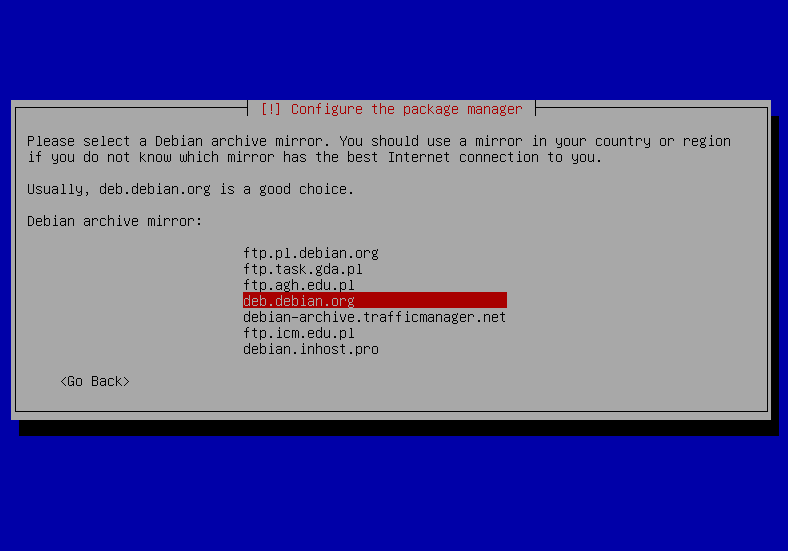 [!] Configure the package manager
Please select a Debian archive mirror. You should use a mirror in your country or region
if you do not know which mirror has the best Internet connection to you.
Usually, deb.debian.org is a good choice.
Debian archive mirror:
ftp.pl.debian.org
ftp.task.gda.pl
ftp.agh.edu.pl
deb.debian.org
debian-archive.trafficmanager.net
ftp.icm.edu.pl
debian.inhost.pro
<Go Back>